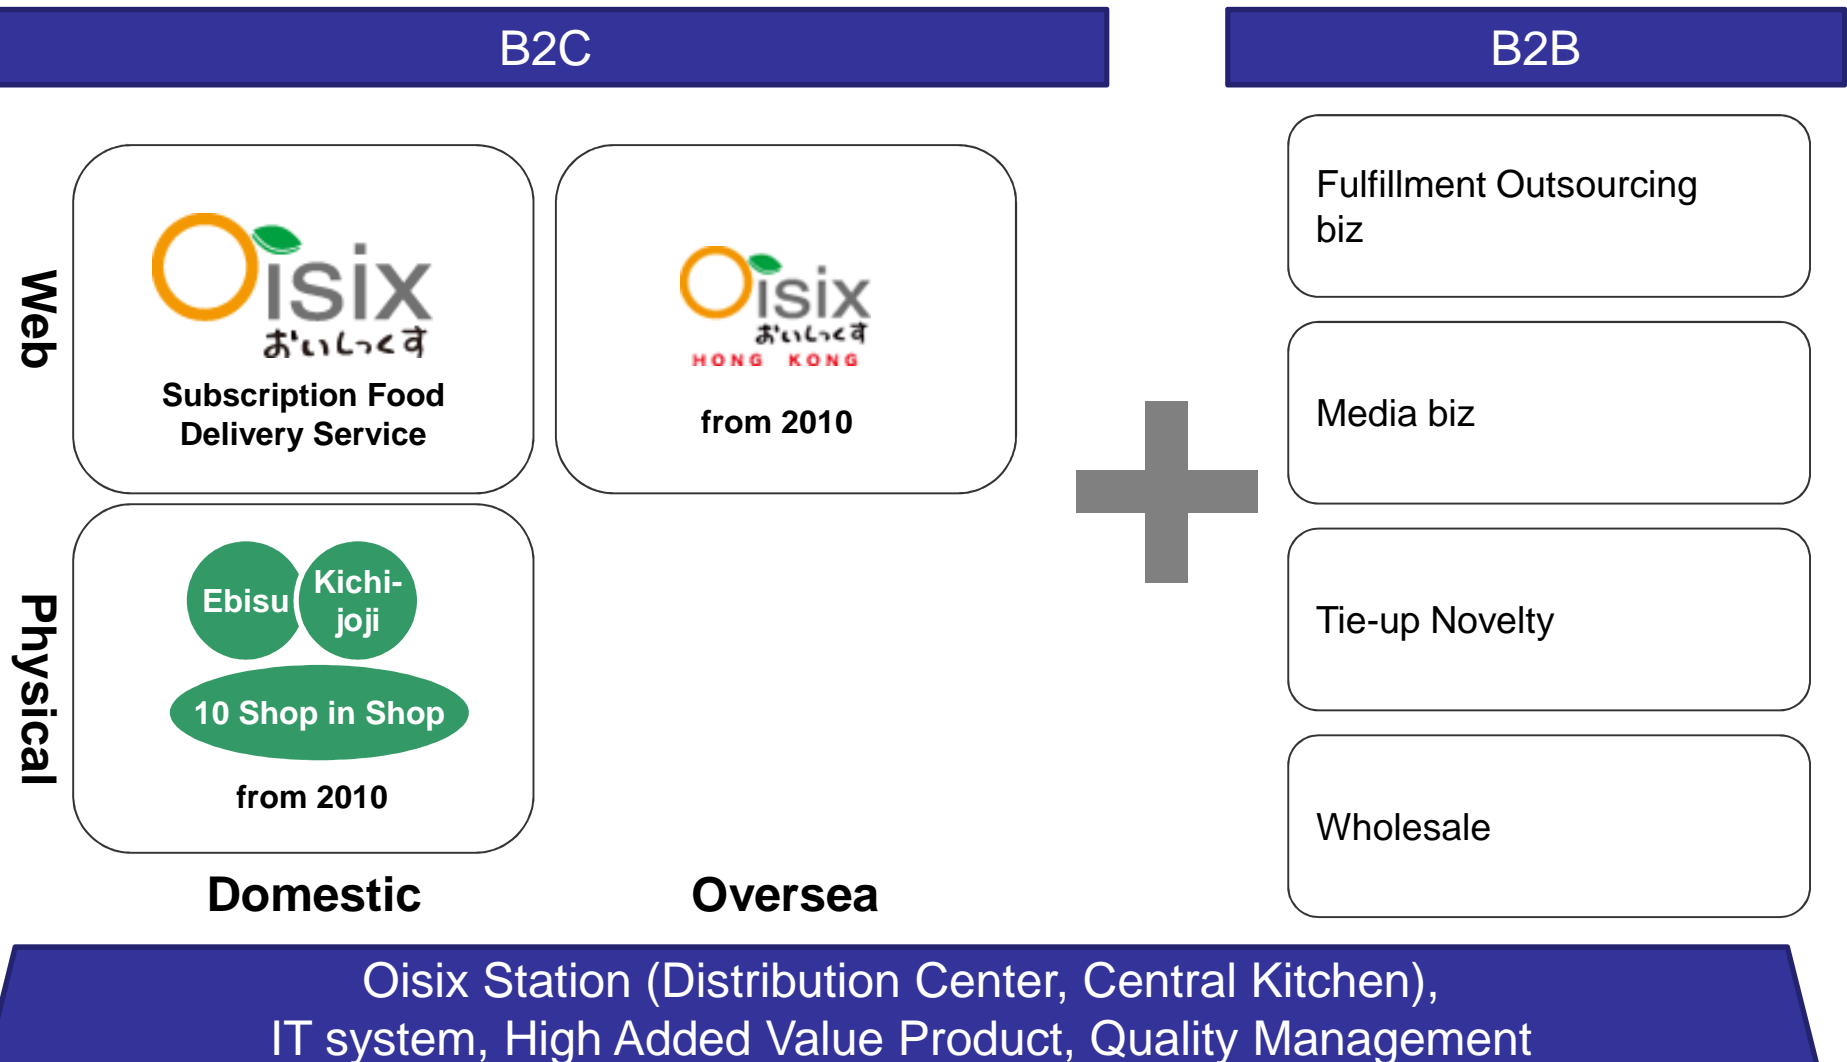 B2C
B2B
Web
Oisix
おいしっくす
Subscription Food
Delivery Service
Oisix
おいしっくす
HONG KONG
from 2010
Physical
Ebisu
Kichi-
joji
10 Shop in Shop
from 2010
Domestic
Oversea
Fulfillment Outsourcing
biz
Media biz
Tie-up Novelty
Wholesale
Oisix Station (Distribution Center, Central Kitchen),
IT system, High Added Value Product, Quality Management